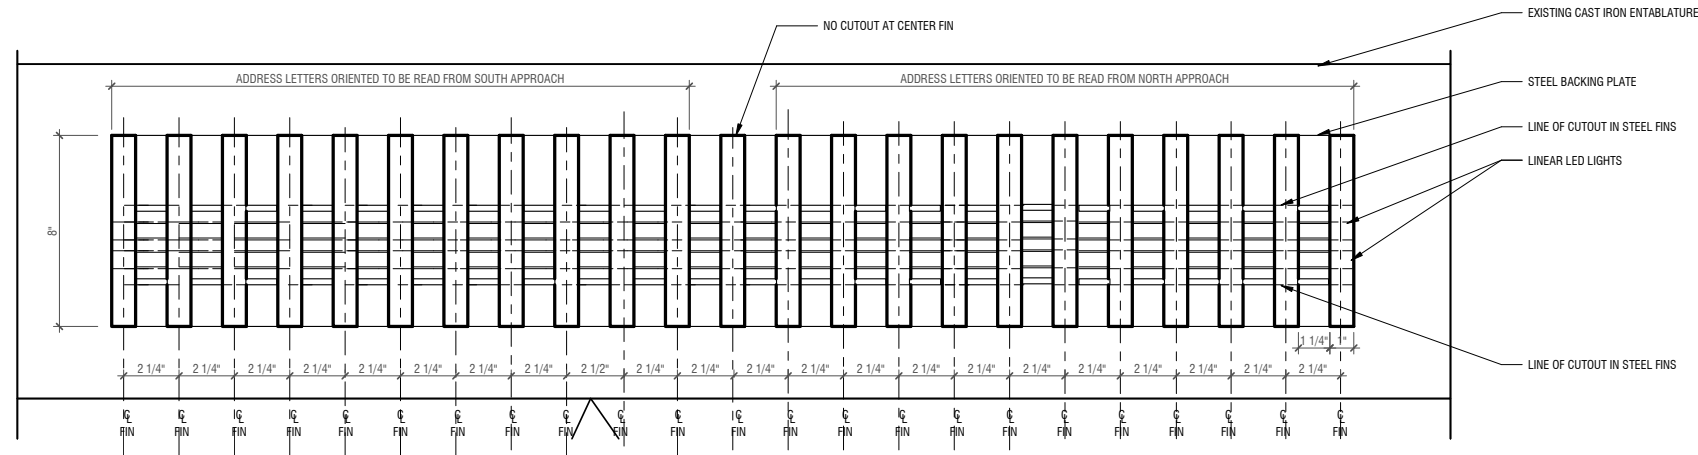 EXISTING CAST IRON ENTABLATURE
NO CUTOUT AT CENTER FIN
ADDRESS LETTERS ORIENTED TO BE READ FROM SOUTH APPROACH
ADDRESS LETTERS ORIENTED TO BE READ FROM NORTH APPROACH
STEEL BACKING PLATE
LINE OF CUTOUT IN STEEL FINS
LINEAR LED LIGHTS
8"
1 1/4" 1"
LINE OF CUTOUT IN STEEL FINS
2 1/4" 2 1/4" 2 1/4" 2 1/4" 2 1/4" 2 1/4" 2 1/4" 2 1/4" 2 1/2" 2 1/4" 2 1/4" 2 1/4" 2 1/4" 2 1/4" 2 1/4" 2 1/4" 2 1/4" 2 1/4" 2 1/4" 2 1/4" 2 1/4" 2 1/4"
℄ ℄ ℄ ℄ ℄ ℄ ℄ ℄ ℄ ℄ ℄ ℄ ℄ ℄ ℄ ℄ ℄ ℄ ℄ ℄ ℄ ℄ ℄
FIN FIN FIN FIN FIN FIN FIN FIN FIN FIN FIN FIN FIN FIN FIN FIN FIN FIN FIN FIN FIN FIN FIN